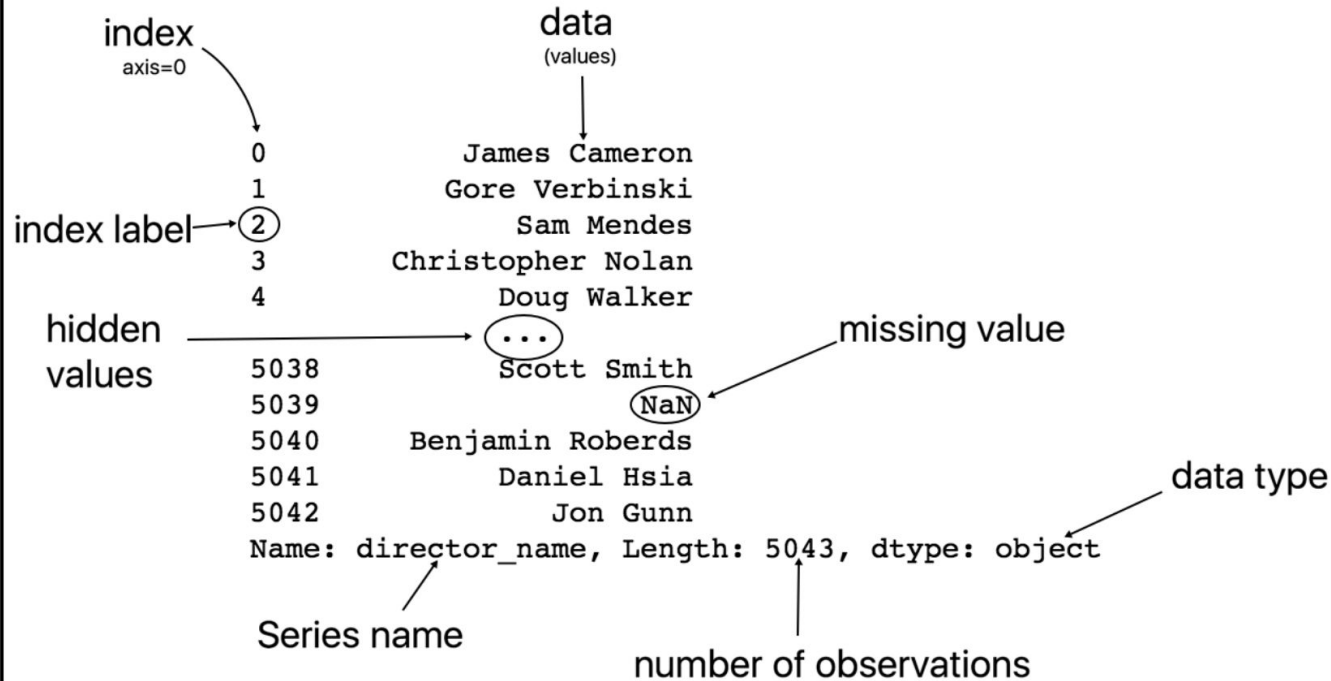 index
axis=0
data
(values)
0 James Cameron
1 Gore Verbinski
index label
2 Sam Mendes
3 Christopher Nolan
4 Doug Walker
hidden
values
...
missing value
5038 Scott Smith
5039 NaN
5040 Benjamin Roberds
5041 Daniel Hsia
data type
5042 Jon Gunn
Name: director_name, Length: 5043, dtype: object
Series name
number of observations